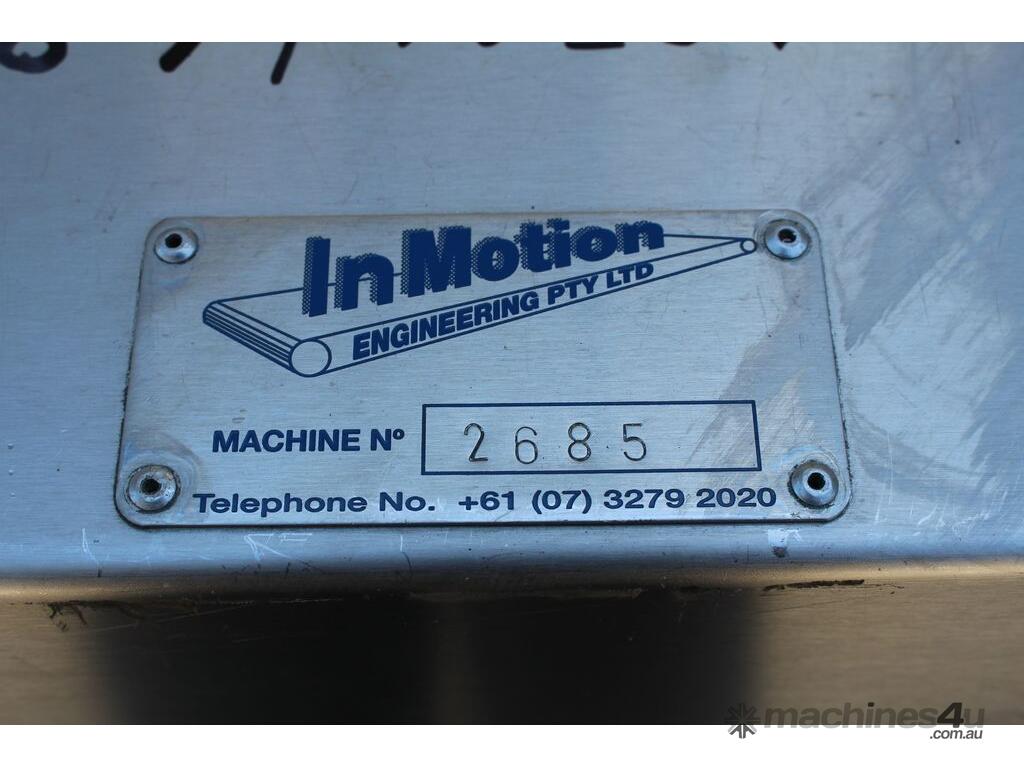 InMotion
ENGINEERING PTY LTD
MACHINE Nº 2685
Telephone No. +61 (07) 3279 2020
machines4u
.com.au